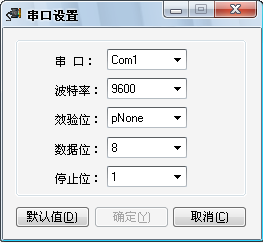 串口设置
串 口： Com1
波特率： 9600
效验位： pNone
数据位： 8
停止位： 1
默认值(D) 确定(Y) 取消(C)